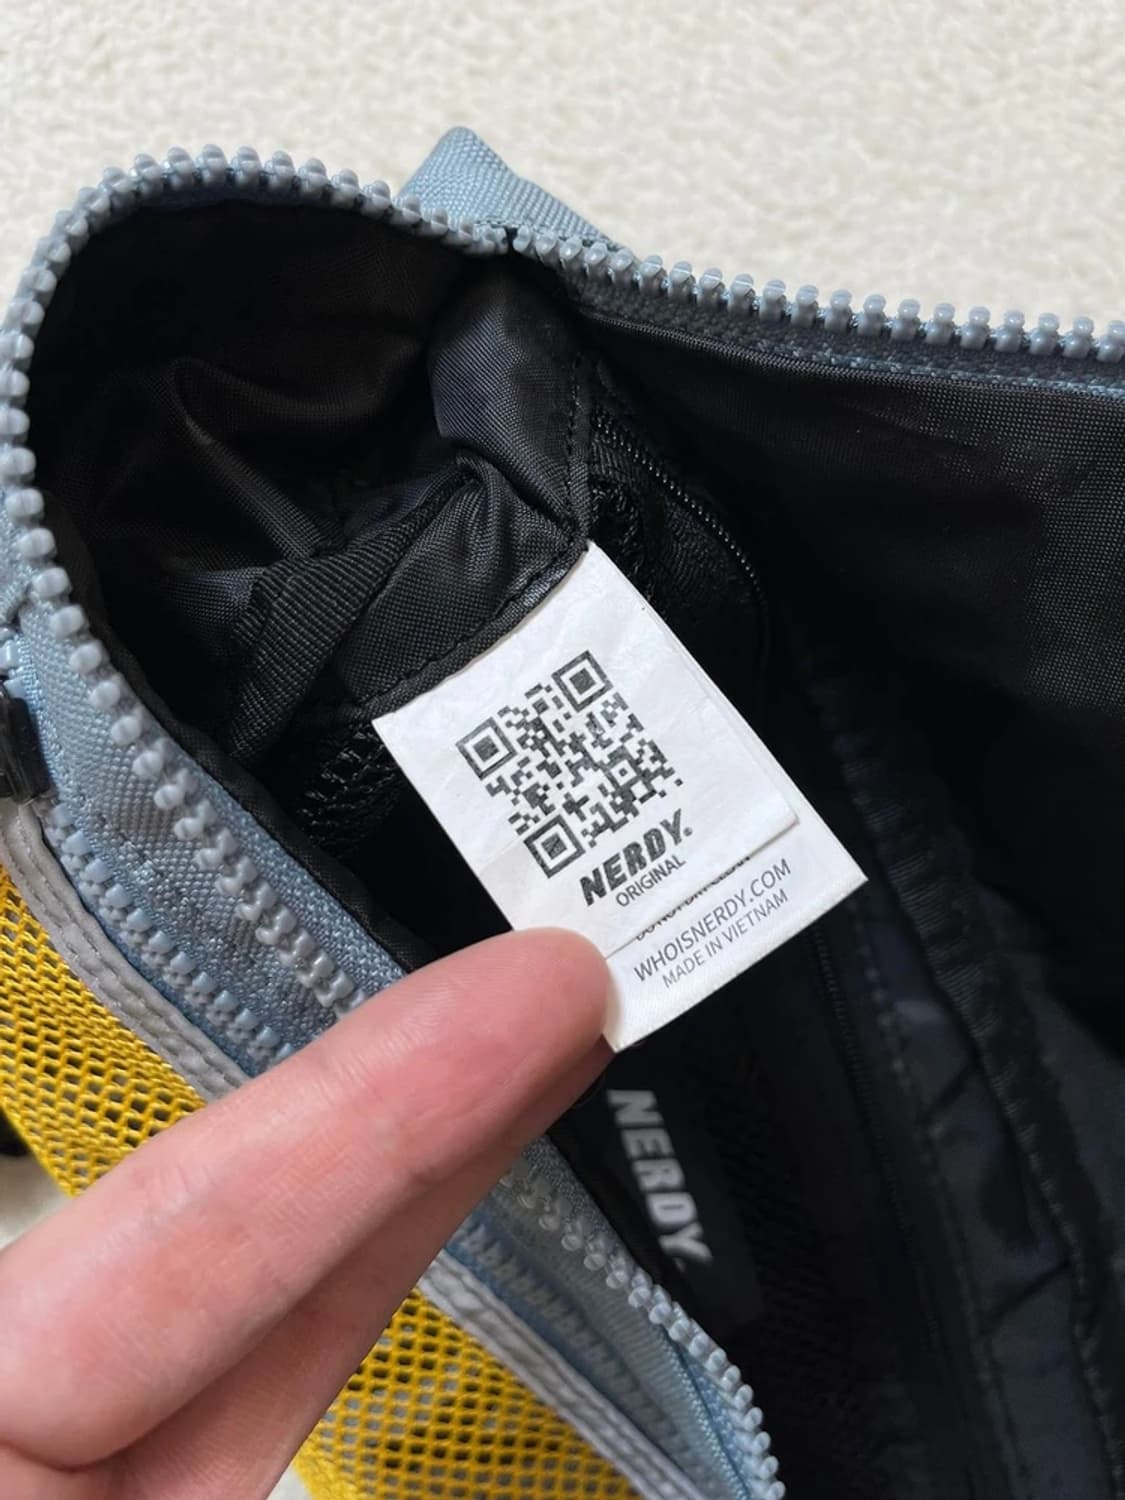 NERDY.
ORIGINAL
WHOISNERDY.COM
MADE IN VIETNAM
NERDY.